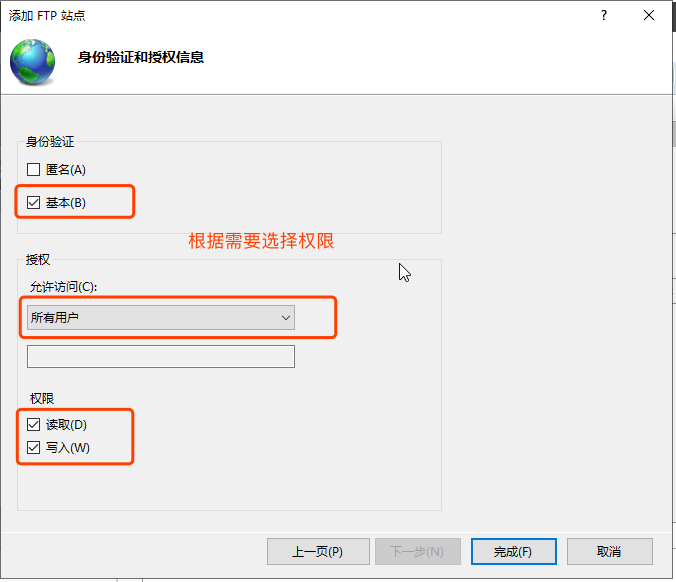 添加 FTP 站点
?
身份验证和授权信息
身份验证
匿名(A)
基本(B)
根据需要选择权限
授权
允许访问(C):
所有用户
权限
读取(D)
写入(W)
上一页(P)
下一步(N)
完成(F)
取消